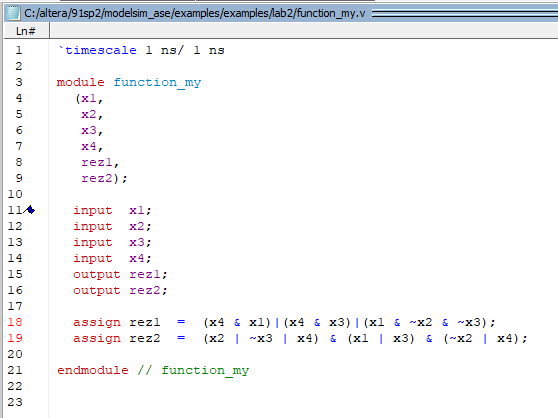 C:/altera/91sp2/modelsim_ase/examples/examples/lab2/function_my.v
Ln#
1 `timescale 1 ns/ 1 ns
2
3 module function_my
4 (x1,
5 x2,
6 x3,
7 x4,
8 rez1,
9 rez2);
10
11 input x1;
12 input x2;
13 input x3;
14 input x4;
15 output rez1;
16 output rez2;
17
18 assign rez1 = (x4 & x1)|(x4 & x3)|(x1 & ~x2 & ~x3);
19 assign rez2 = (x2 | ~x3 | x4) & (x1 | x3) & (~x2 | x4);
20
21 endmodule // function_my
22
23